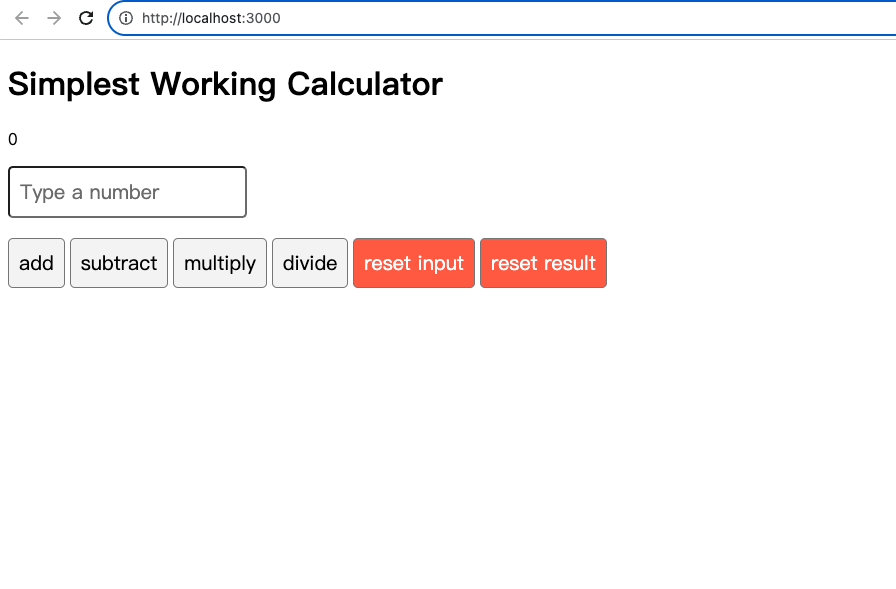 http://localhost:3000
Simplest Working Calculator
0
Type a number
add subtract multiply divide reset input reset result